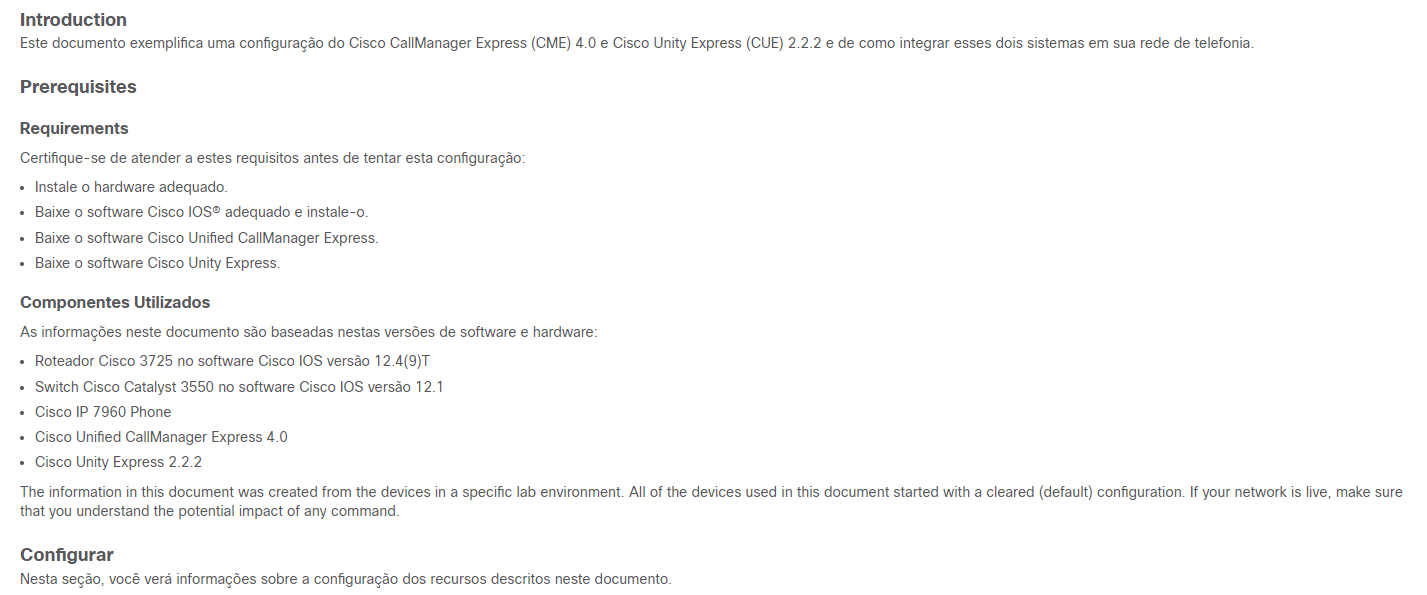 Introduction
Este documento exemplifica uma configuração do Cisco CallManager Express (CME) 4.0 e Cisco Unity Express (CUE) 2.2.2 e de como integrar esses dois sistemas em sua rede de telefonia.
Prerequisites
Requirements
Certifique-se de atender a estes requisitos antes de tentar esta configuração:
• Instale o hardware adequado.
• Baixe o software Cisco IOS® adequado e instale-o.
• Baixe o software Cisco Unified CallManager Express.
• Baixe o software Cisco Unity Express.
Componentes Utilizados
As informações neste documento são baseadas nestas versões de software e hardware:
• Roteador Cisco 3725 no software Cisco IOS versão 12.4(9)T
• Switch Cisco Catalyst 3550 no software Cisco IOS versão 12.1
• Cisco IP 7960 Phone
• Cisco Unified CallManager Express 4.0
• Cisco Unity Express 2.2.2
The information in this document was created from the devices in a specific lab environment. All of the devices used in this document started with a cleared (default) configuration. If your network is live, make sure
that you understand the potential impact of any command.
Configurar
Nesta seção, você verá informações sobre a configuração dos recursos descritos neste documento.